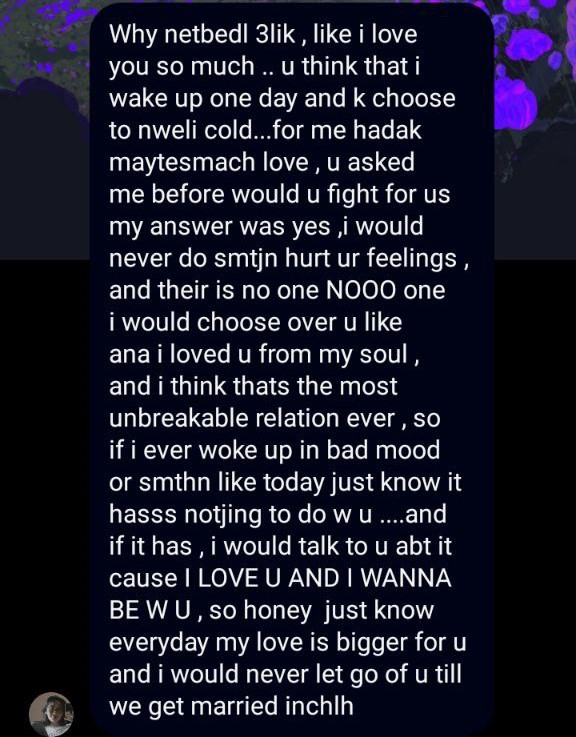 Why netbedl 3lik , like i love
you so much .. u think that i
wake up one day and k choose
to nweli cold...for me hadak
maytesmach love , u asked
me before would u fight for us
my answer was yes ,i would
never do smtjn hurt ur feelings ,
and their is no one NOOO one
i would choose over u like
ana i loved u from my soul ,
and i think thats the most
unbreakable relation ever , so
if i ever woke up in bad mood
or smthn like today just know it
hasss notjing to do w u ....and
if it has , i would talk to u abt it
cause I LOVE U AND I WANNA
BE W U , so honey  just know
everyday my love is bigger for u
and i would never let go of u till
we get married inchlh